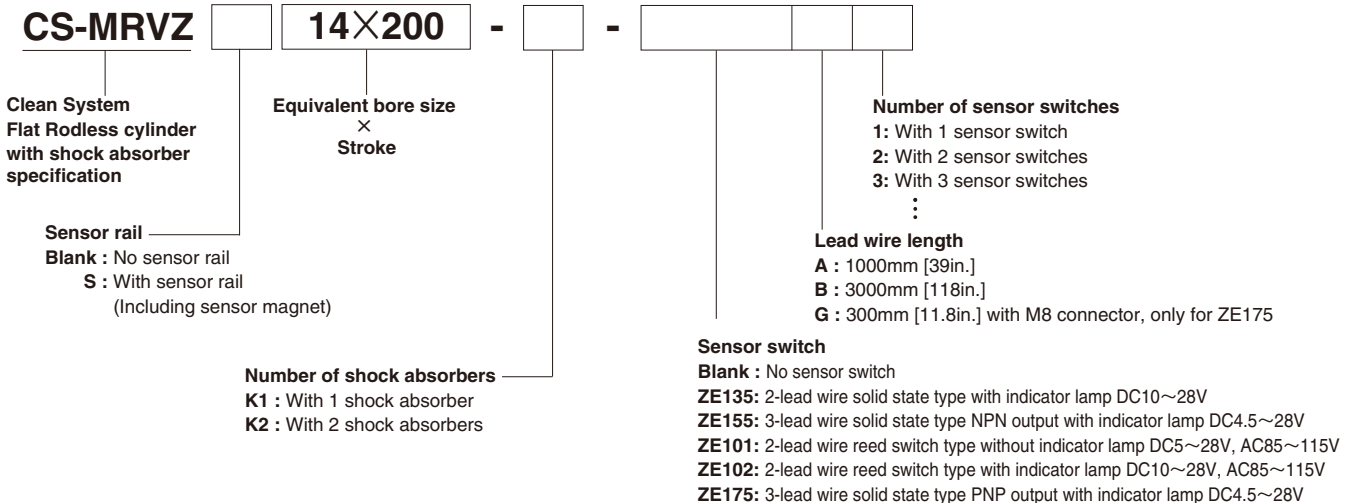 CS-MRVZ 14×200 - -
Clean System
Flat Rodless cylinder
with shock absorber
specification
Equivalent bore size
×
Stroke
Number of sensor switches
1: With 1 sensor switch
2: With 2 sensor switches
3: With 3 sensor switches
⋮
Sensor rail
Blank : No sensor rail
S : With sensor rail
(Including sensor magnet)
Lead wire length
A : 1000mm [39in.]
B : 3000mm [118in.]
G : 300mm [11.8in.] with M8 connector, only for ZE175
Number of shock absorbers
K1 : With 1 shock absorber
K2 : With 2 shock absorbers
Sensor switch
Blank : No sensor switch
ZE135: 2-lead wire solid state type with indicator lamp DC10～28V
ZE155: 3-lead wire solid state type NPN output with indicator lamp DC4.5～28V
ZE101: 2-lead wire reed switch type without indicator lamp DC5～28V, AC85～115V
ZE102: 2-lead wire reed switch type with indicator lamp DC10～28V, AC85～115V
ZE175: 3-lead wire solid state type PNP output with indicator lamp DC4.5～28V